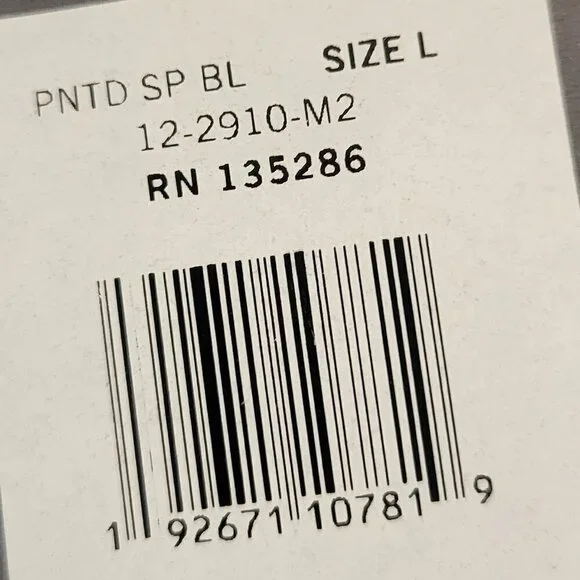 PNTD SP BL SIZE L
12-2910-M2
RN 135286
1 92671 10781 9